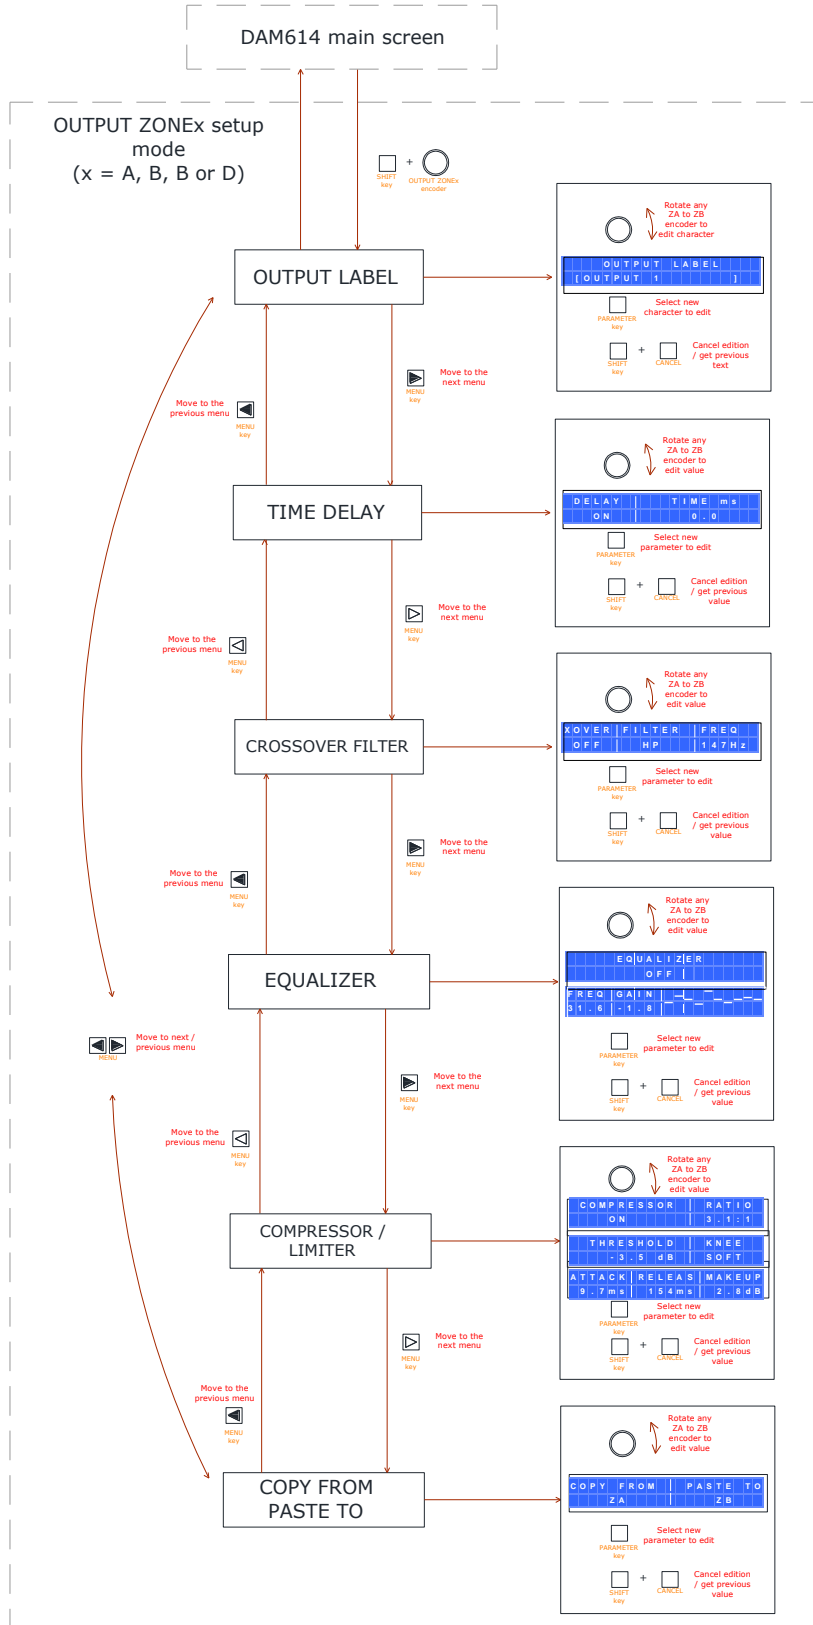 DAM614 main screen
OUTPUT ZONEx setup
mode
(x = A, B, B or D)
+
SHIFT
key
OUTPUT ZONEx
encoder
OUTPUT LABEL
Rotate any
ZA to ZB
encoder to
edit character
OUTPUT LABEL
[OUTPUT 1 ]
PARAMETER
key
Select new
character to edit
+
SHIFT
key
CANCEL
Cancel edition
/ get previous
text
Move to the
previous menu
MENU
key
MENU
key
Move to the
next menu
TIME DELAY
Rotate any
ZA to ZB
encoder to
edit value
DELAY | TIME ms
ON | 0.0
PARAMETER
key
Select new
parameter to edit
+
SHIFT
key
CANCEL
Cancel edition
/ get previous
value
Move to the
previous menu
MENU
key
MENU
key
Move to the
next menu
CROSSOVER FILTER
Rotate any
ZA to ZB
encoder to
edit value
XOVER|FILTER |FREQ
OFF | HP |147Hz
PARAMETER
key
Select new
parameter to edit
+
SHIFT
key
CANCEL
Cancel edition
/ get previous
value
Move to the
previous menu
MENU
key
MENU
key
Move to the
next menu
EQUALIZER
Rotate any
ZA to ZB
encoder to
edit value
EQUALIZER
OFF |
FREQ|GAIN|
31.6|-1.8|
PARAMETER
key
Select new
parameter to edit
+
SHIFT
key
CANCEL
Cancel edition
/ get previous
value
Move to next /
previous menu
MENU
Move to the
previous menu
MENU
key
MENU
key
Move to the
next menu
COMPRESSOR /
LIMITER
Rotate any
ZA to ZB
encoder to
edit value
COMPRESSOR | RATIO
ON | 3.1:1
THRESHOLD | KNEE
-3.5 dB | SOFT
ATTACK|RELEAS|MAKEUP
9.7ms| 154ms| 2.8dB
PARAMETER
key
Select new
parameter to edit
+
SHIFT
key
CANCEL
Cancel edition
/ get previous
value
Move to the
previous menu
MENU
key
MENU
key
Move to the
next menu
COPY FROM
PASTE TO
Rotate any
ZA to ZB
encoder to
edit value
COPY FROM | PASTE TO
ZA | ZB
PARAMETER
key
Select new
parameter to edit
+
SHIFT
key
CANCEL
Cancel edition
/ get previous
value